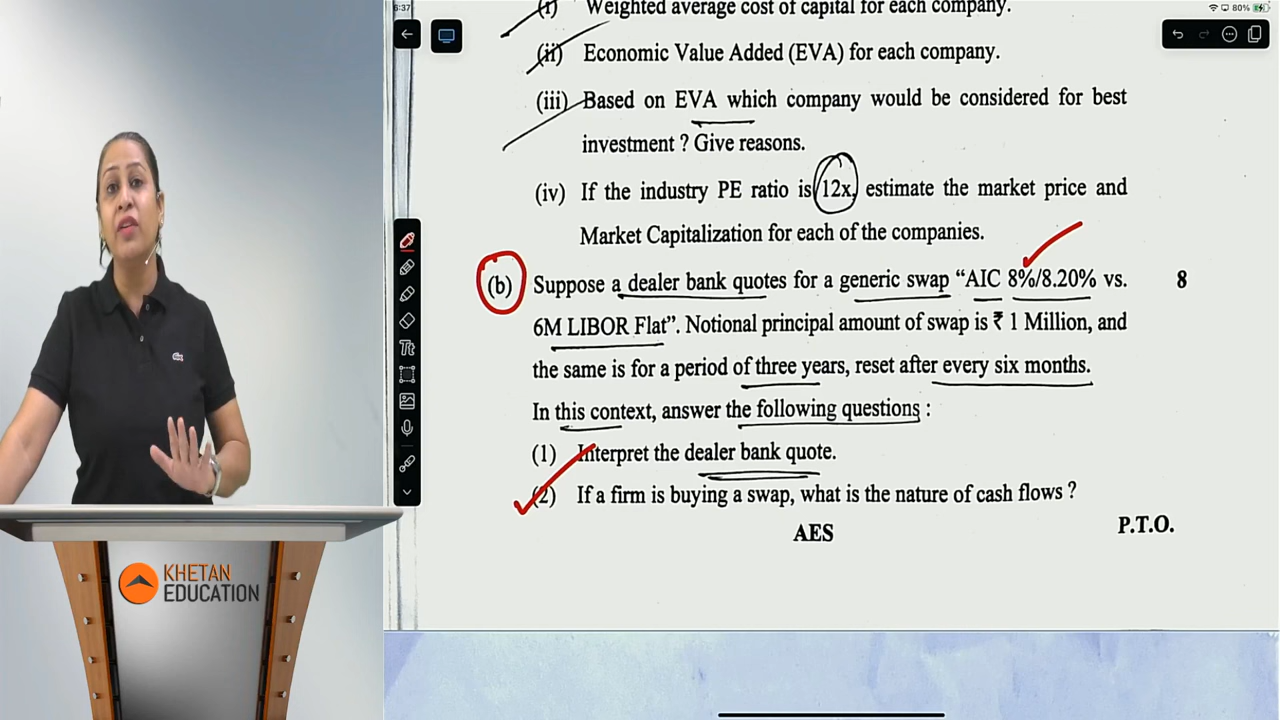 6:37
80%
(i) Weighted average cost of capital for each company.
(ii) Economic Value Added (EVA) for each company.
(iii) Based on EVA which company would be considered for best
investment ? Give reasons.
(iv) If the industry PE ratio is 12x, estimate the market price and
Market Capitalization for each of the companies.
(b) Suppose a dealer bank quotes for a generic swap “AIC 8%/8.20% vs. 8
6M LIBOR Flat”. Notional principal amount of swap is ₹ 1 Million, and
the same is for a period of three years, reset after every six months.
In this context, answer the following questions :
(1) Interpret the dealer bank quote.
(2) If a firm is buying a swap, what is the nature of cash flows ?
AES
P.T.O.
Tt
KHETAN
EDUCATION